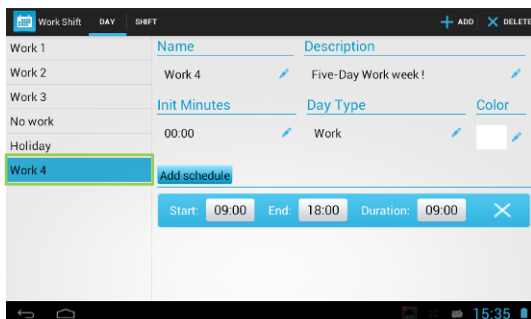 Work Shift DAY SHIFT + ADD X DELETE
Work 1
Work 2
Work 3
No work
Holiday
Work 4
Name Description
Work 4 Five-Day Work week !
Init Minutes Day Type Color
00:00 Work
Add schedule
Start: 09:00 End: 18:00 Duration: 09:00
15:35